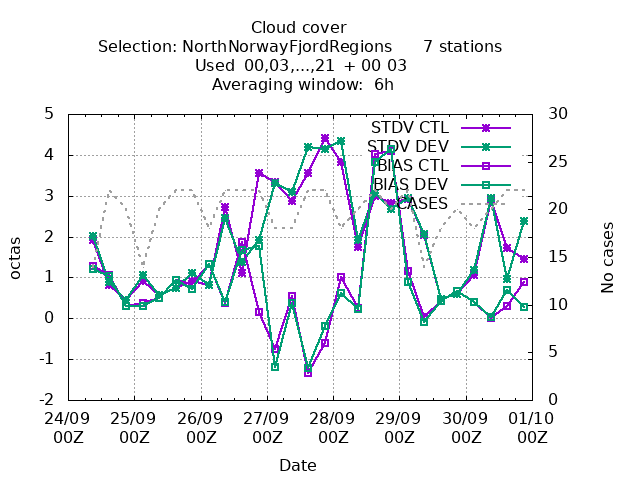 Cloud cover
Selection: NorthNorwayFjordRegions 7 stations
Used 00,03,...,21 + 00 03
Averaging window: 6h
5
4
3
2
1
0
-1
-2
octas
30
25
20
15
10
5
0
No cases
STDV CTL
STDV DEV
BIAS CTL
BIAS DEV
CASES
24/09 25/09 26/09 27/09 28/09 29/09 30/09 01/10
00Z 00Z 00Z 00Z 00Z 00Z 00Z 00Z
Date